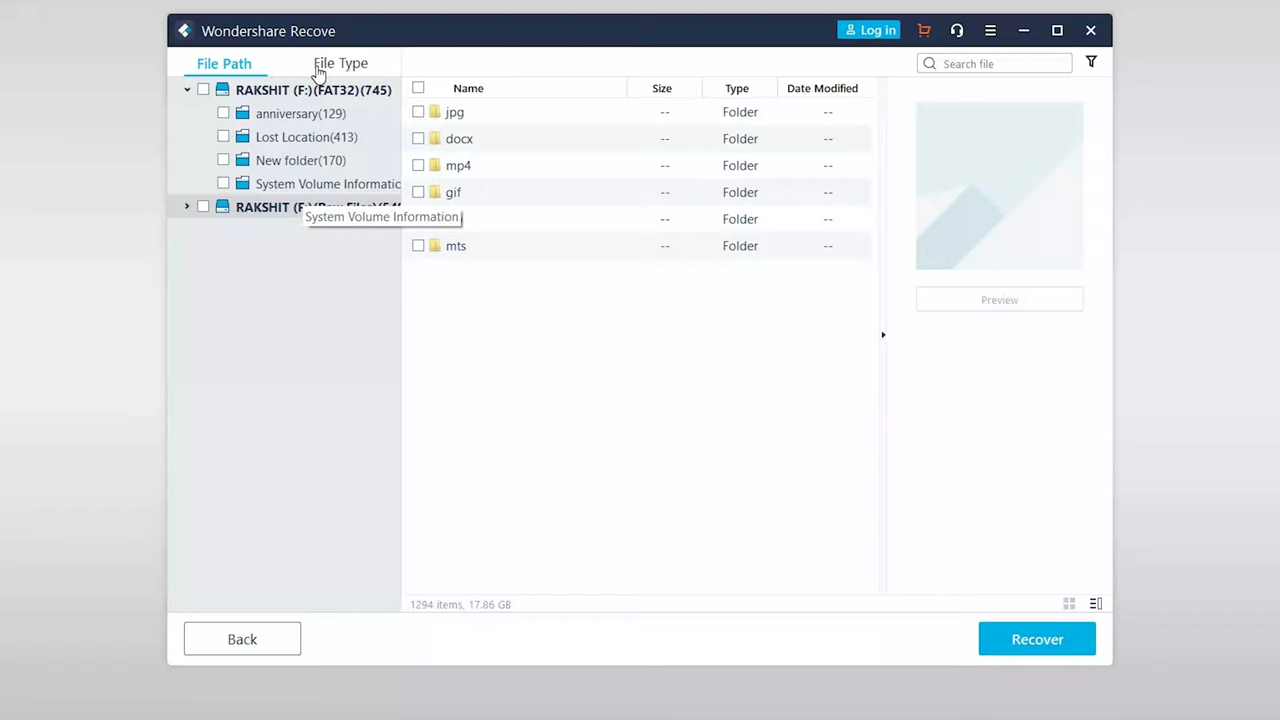 Wondershare Recove
Log in
File Path
File Type
Search file
RAKSHIT (F:)(FAT32)(745)
anniversary(129)
Lost Location(413)
New folder(170)
System Volume Informatic
RAKSHIT
System Volume Information
Name Size Type Date Modified
jpg -- Folder --
docx -- Folder --
mp4 -- Folder --
gif -- Folder --
-- Folder --
mts -- Folder --
Preview
1294 items, 17.86 GB
Back
Recover